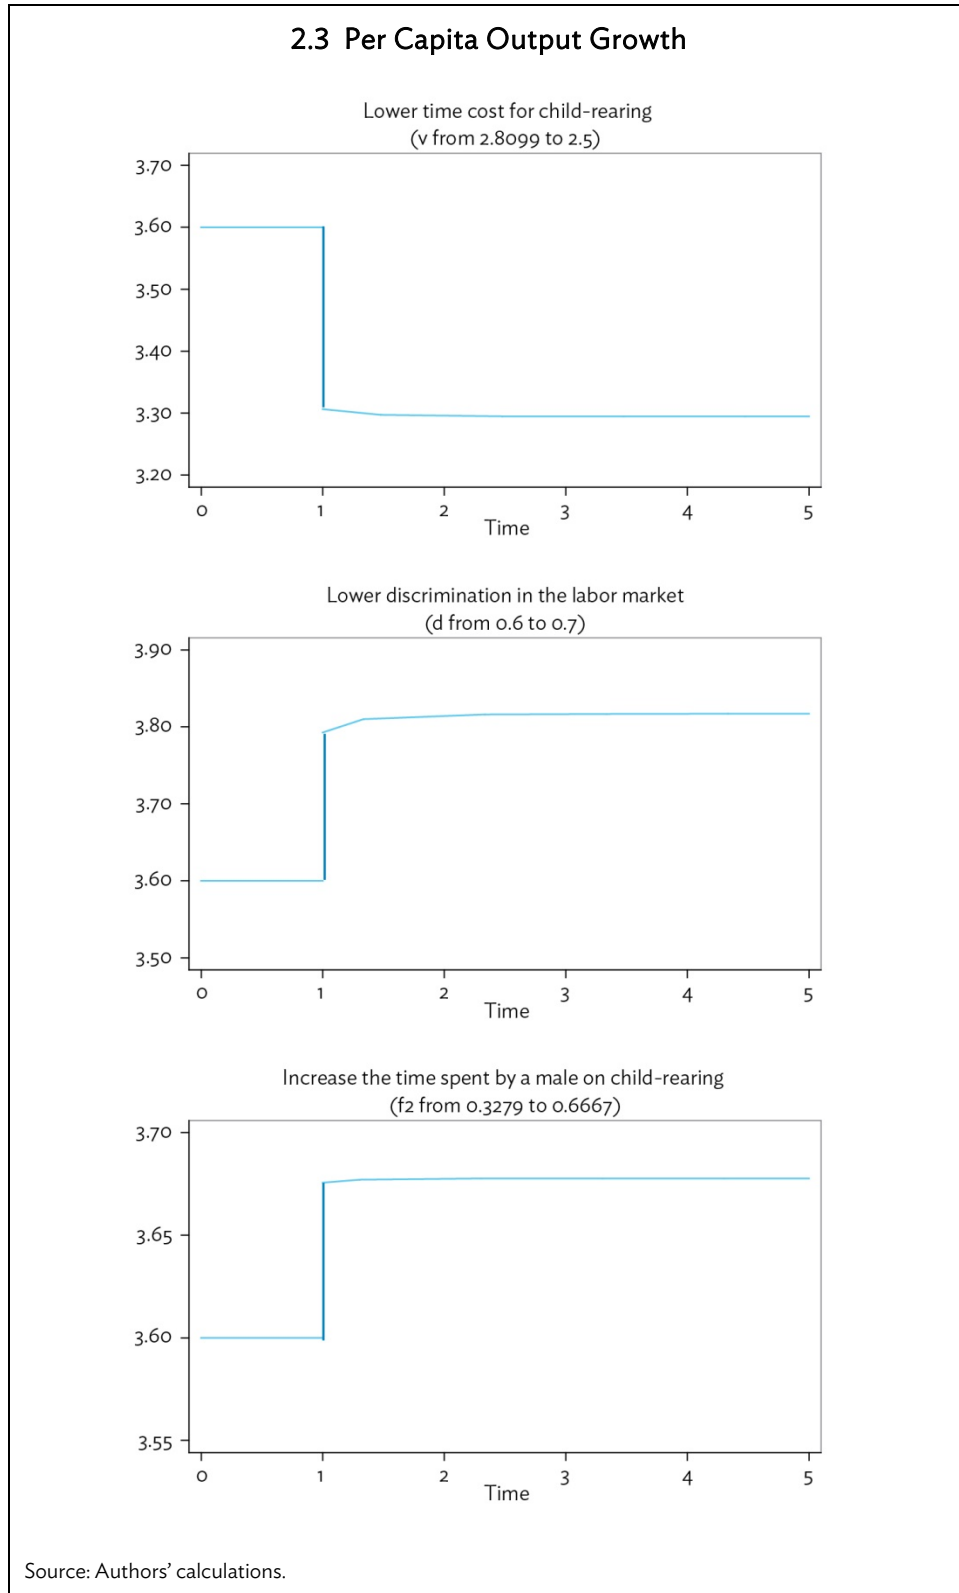 2.3 Per Capita Output Growth
Lower time cost for child-rearing
(v from 2.8099 to 2.5)
3.70
3.60
3.50
3.40
3.30
3.20
0 1 2 3 4 5
Time
Lower discrimination in the labor market
(d from 0.6 to 0.7)
3.90
3.80
3.70
3.60
3.50
0 1 2 3 4 5
Time
Increase the time spent by a male on child-rearing
(f2 from 0.3279 to 0.6667)
3.70
3.65
3.60
3.55
0 1 2 3 4 5
Time
Source: Authors’ calculations.